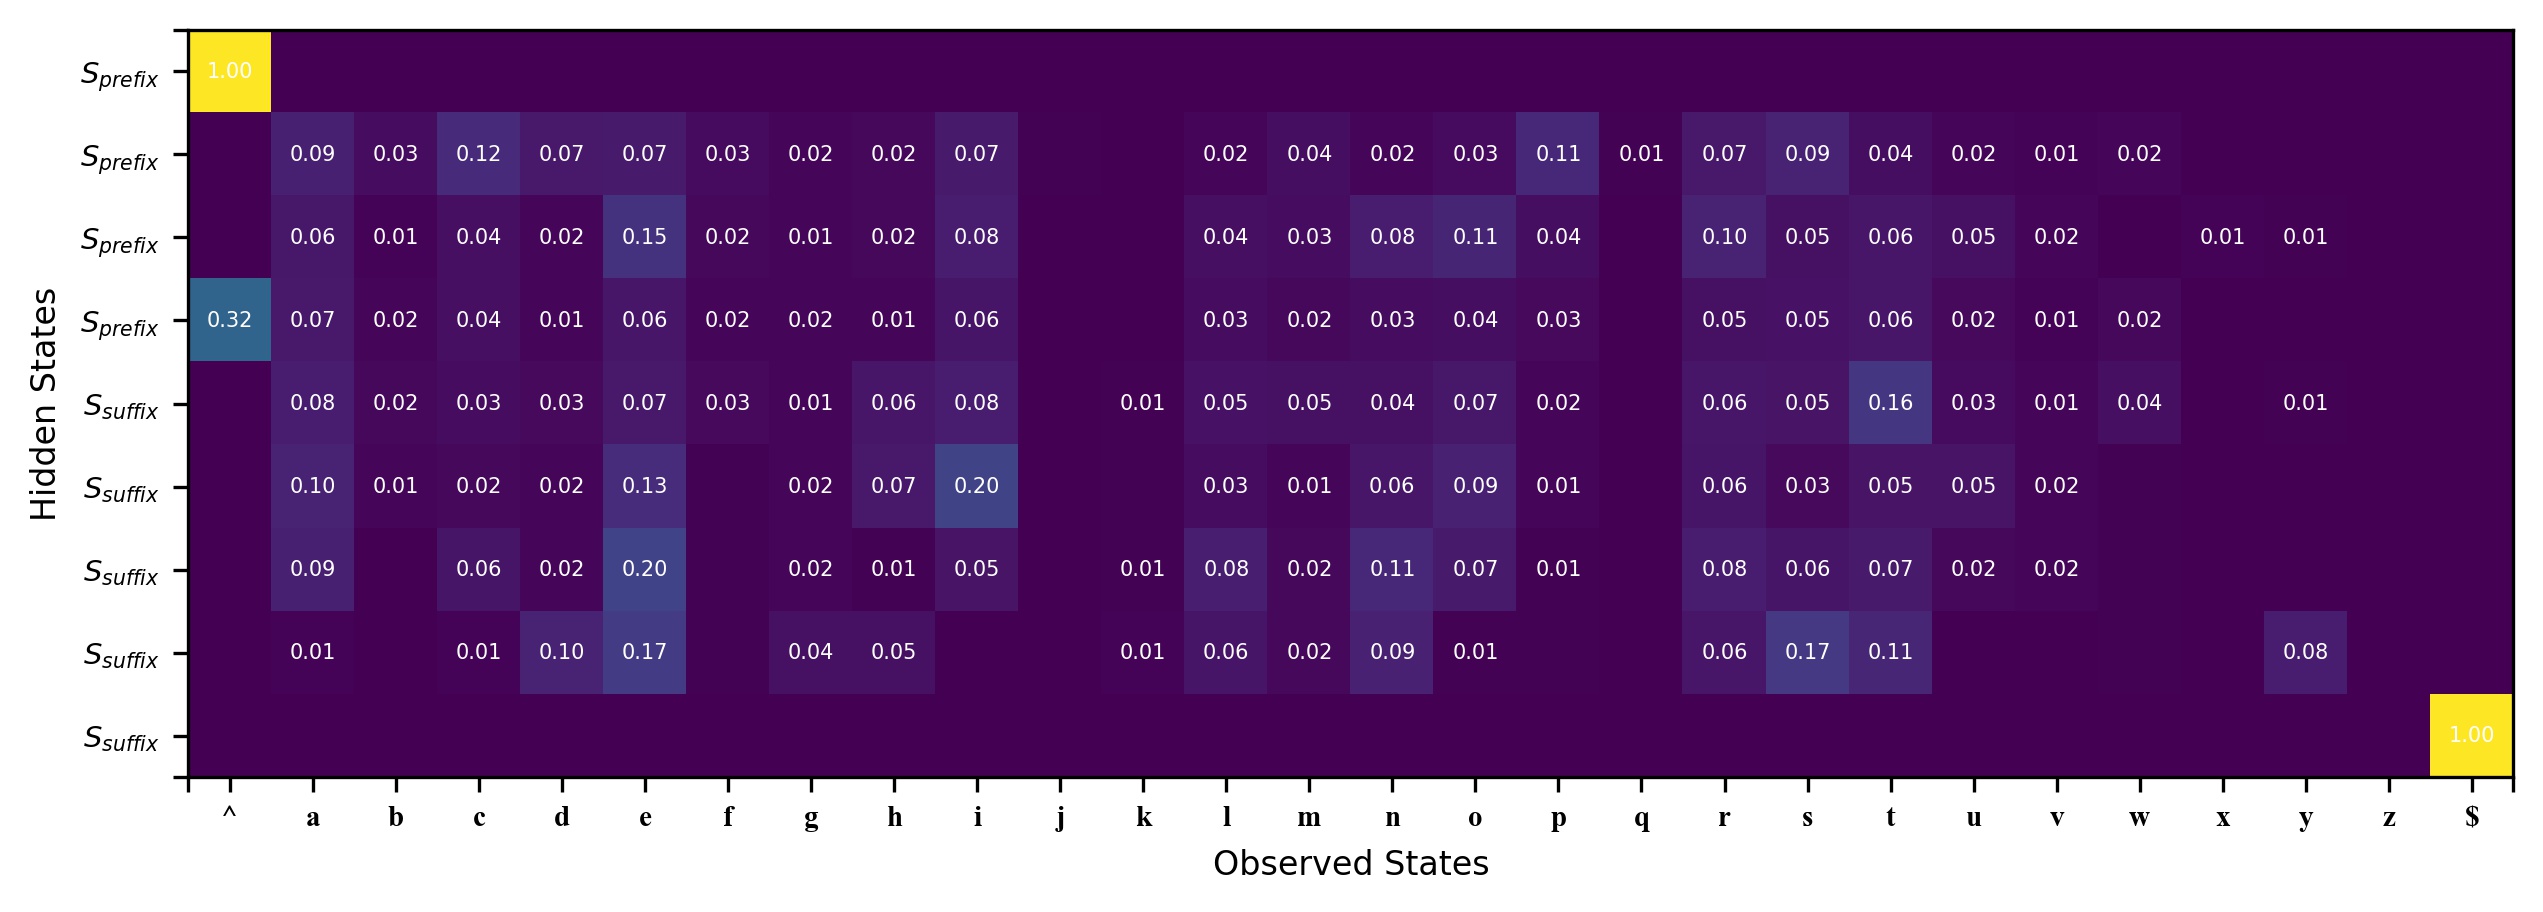 Hidden States
S_prefix 1.00
S_prefix 0.09 0.03 0.12 0.07 0.07 0.03 0.02 0.02 0.07 0.02 0.04 0.02 0.03 0.11 0.01 0.07 0.09 0.04 0.02 0.01 0.02
S_prefix 0.06 0.01 0.04 0.02 0.15 0.02 0.01 0.02 0.08 0.04 0.03 0.08 0.11 0.04 0.10 0.05 0.06 0.05 0.02 0.01 0.01
S_prefix 0.32 0.07 0.02 0.04 0.01 0.06 0.02 0.02 0.01 0.06 0.03 0.02 0.03 0.04 0.03 0.05 0.05 0.06 0.02 0.01 0.02
S_suffix 0.08 0.02 0.03 0.03 0.07 0.03 0.01 0.06 0.08 0.01 0.05 0.05 0.04 0.07 0.02 0.06 0.05 0.16 0.03 0.01 0.04 0.01
S_suffix 0.10 0.01 0.02 0.02 0.13 0.02 0.07 0.20 0.03 0.01 0.06 0.09 0.01 0.06 0.03 0.05 0.05 0.02
S_suffix 0.09 0.06 0.02 0.20 0.02 0.01 0.05 0.01 0.08 0.02 0.11 0.07 0.01 0.08 0.06 0.07 0.02 0.02
S_suffix 0.01 0.01 0.10 0.17 0.04 0.05 0.01 0.06 0.02 0.09 0.01 0.06 0.17 0.11 0.08
S_suffix 1.00
^ a b c d e f g h i j k l m n o p q r s t u v w x y z $
Observed States